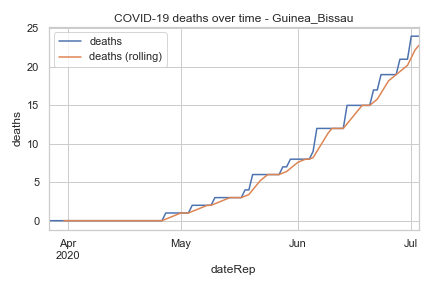 COVID-19 deaths over time - Guinea_Bissau
deaths
deaths (rolling)
25
20
15
10
5
0
deaths
Apr
2020
May
Jun
Jul
dateRep